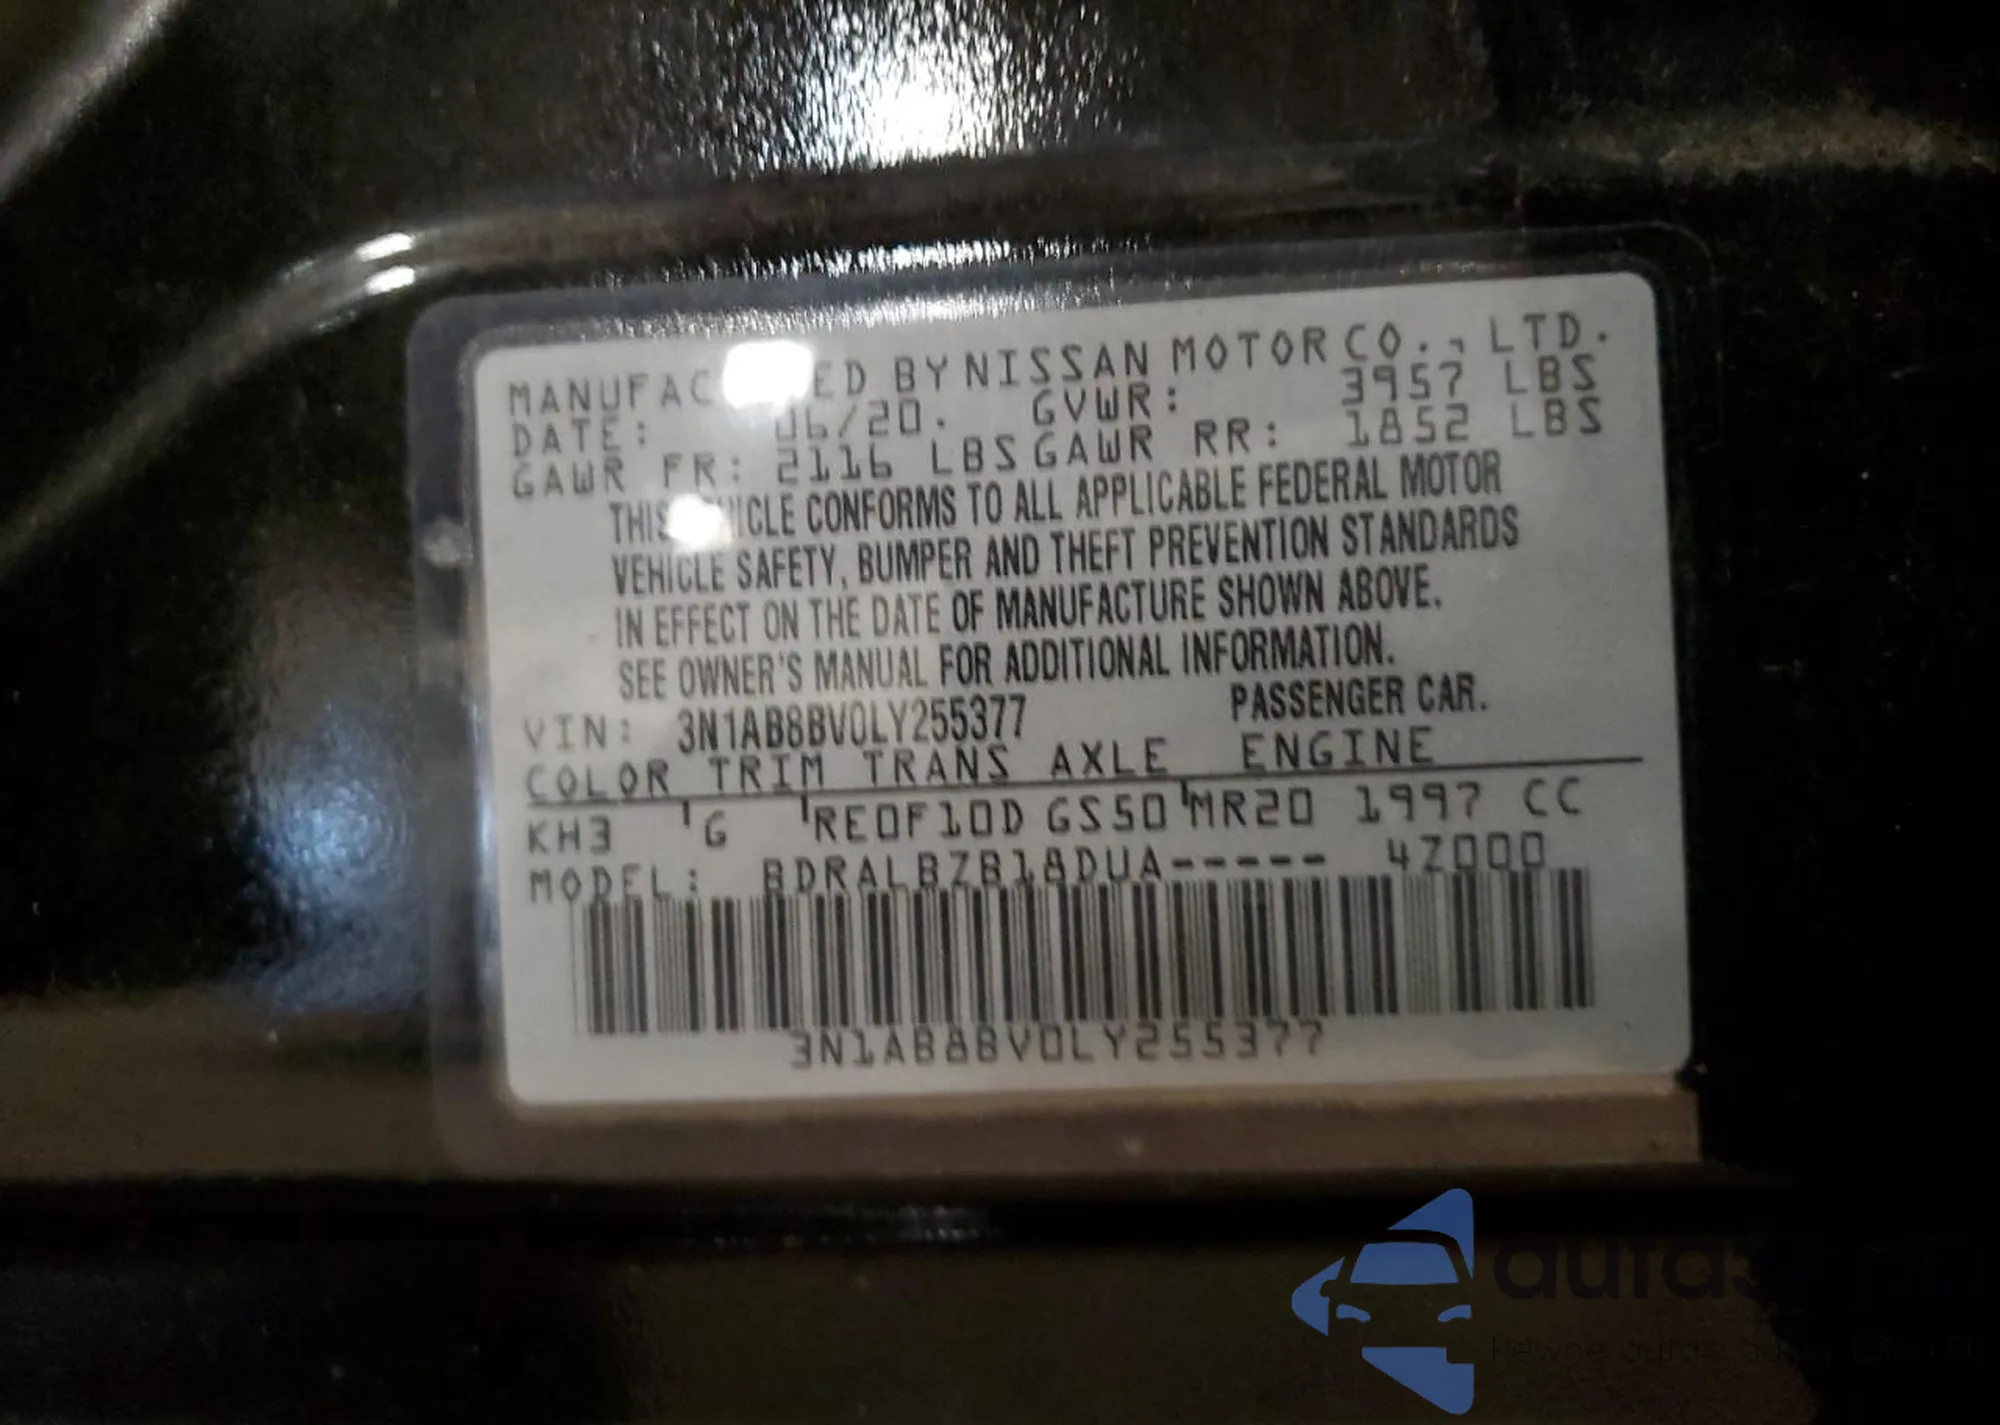 MANUFAC ED BY NISSAN MOTOR CO., LTD.
DATE: 06/20. GVWR: 3957 LBS
GAWR FR: 2116 LBS GAWR RR: 1852 LBS
THIS ICLE CONFORMS TO ALL APPLICABLE FEDERAL MOTOR
VEHICLE SAFETY, BUMPER AND THEFT PREVENTION STANDARDS
IN EFFECT ON THE DATE OF MANUFACTURE SHOWN ABOVE.
SEE OWNER'S MANUAL FOR ADDITIONAL INFORMATION.
VIN: 3N1AB8BV0LY255377 PASSENGER CAR.
COLOR TRIM TRANS AXLE ENGINE
KH3 G RE0F10D GS50 MR20 1997 CC
MODEL: BDRALBZB18DUA----- 4Z000
3N1AB8BV0LY255377